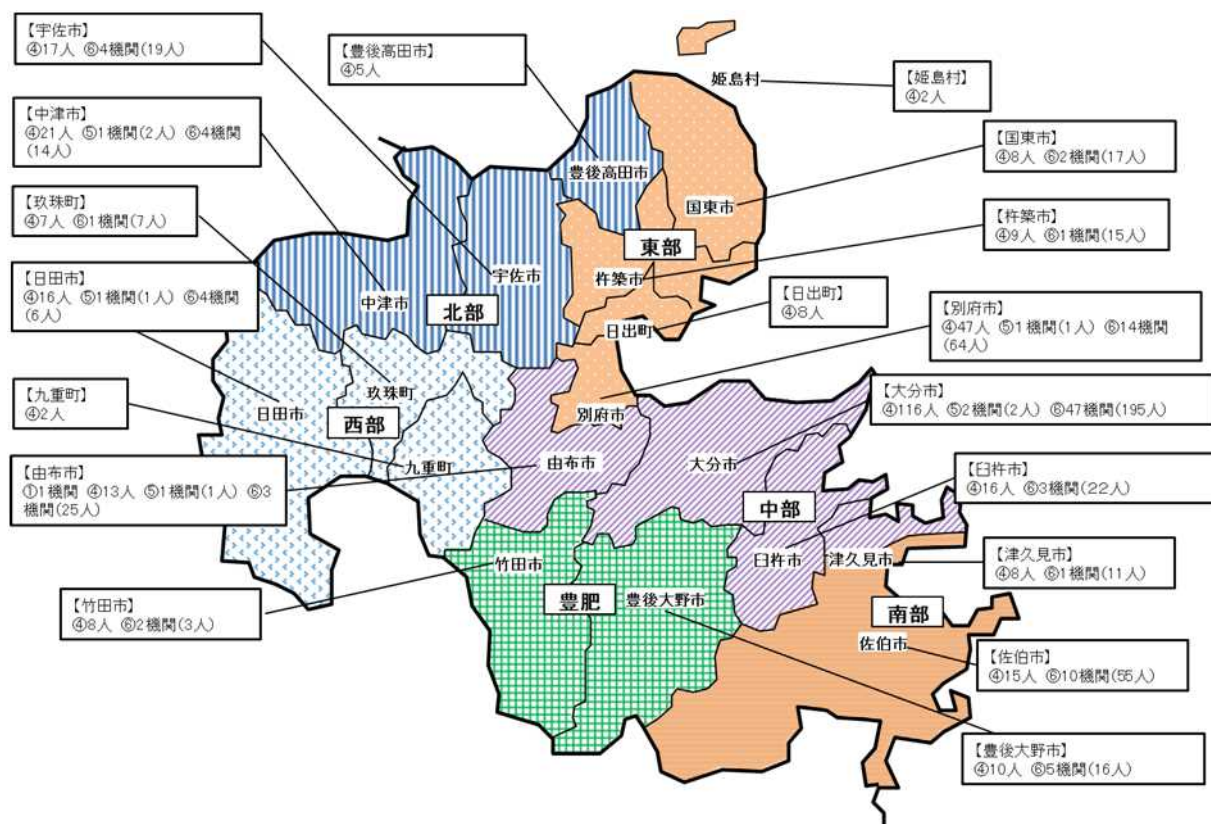 【宇佐市】
④17人 ⑥4機関(19人)
【豊後高田市】
④5人
姫島村
【姫島村】
④2人
【中津市】
④21人 ⑤1機関(2人) ⑥4機関
(14人)
【国東市】
④8人 ⑥2機関(17人)
豊後高田市
国東市
【玖珠町】
④7人 ⑥1機関(7人)
【杵築市】
④9人 ⑥1機関(15人)
東部
杵築市
宇佐市
【日田市】
④16人 ⑤1機関(1人) ⑥4機関
(6人)
中津市
北部
【日出町】
④8人
日出町
【別府市】
④47人 ⑤1機関(1人) ⑥14機関
(64人)
【九重町】
④2人
玖珠町
日田市
西部
別府市
【大分市】
④116人 ⑤2機関(2人) ⑥47機関(195人)
九重町
由布市
大分市
【由布市】
①1機関 ④13人 ⑤1機関(1人) ⑥3
機関(25人)
【臼杵市】
④16人 ⑥3機関(22人)
中部
竹田市
臼杵市
津久見市
【津久見市】
④8人 ⑥1機関(11人)
【竹田市】
④8人 ⑥2機関(3人)
豊肥
豊後大野市
南部
佐伯市
【佐伯市】
④15人 ⑥10機関(55人)
【豊後大野市】
④10人 ⑥5機関(16人)